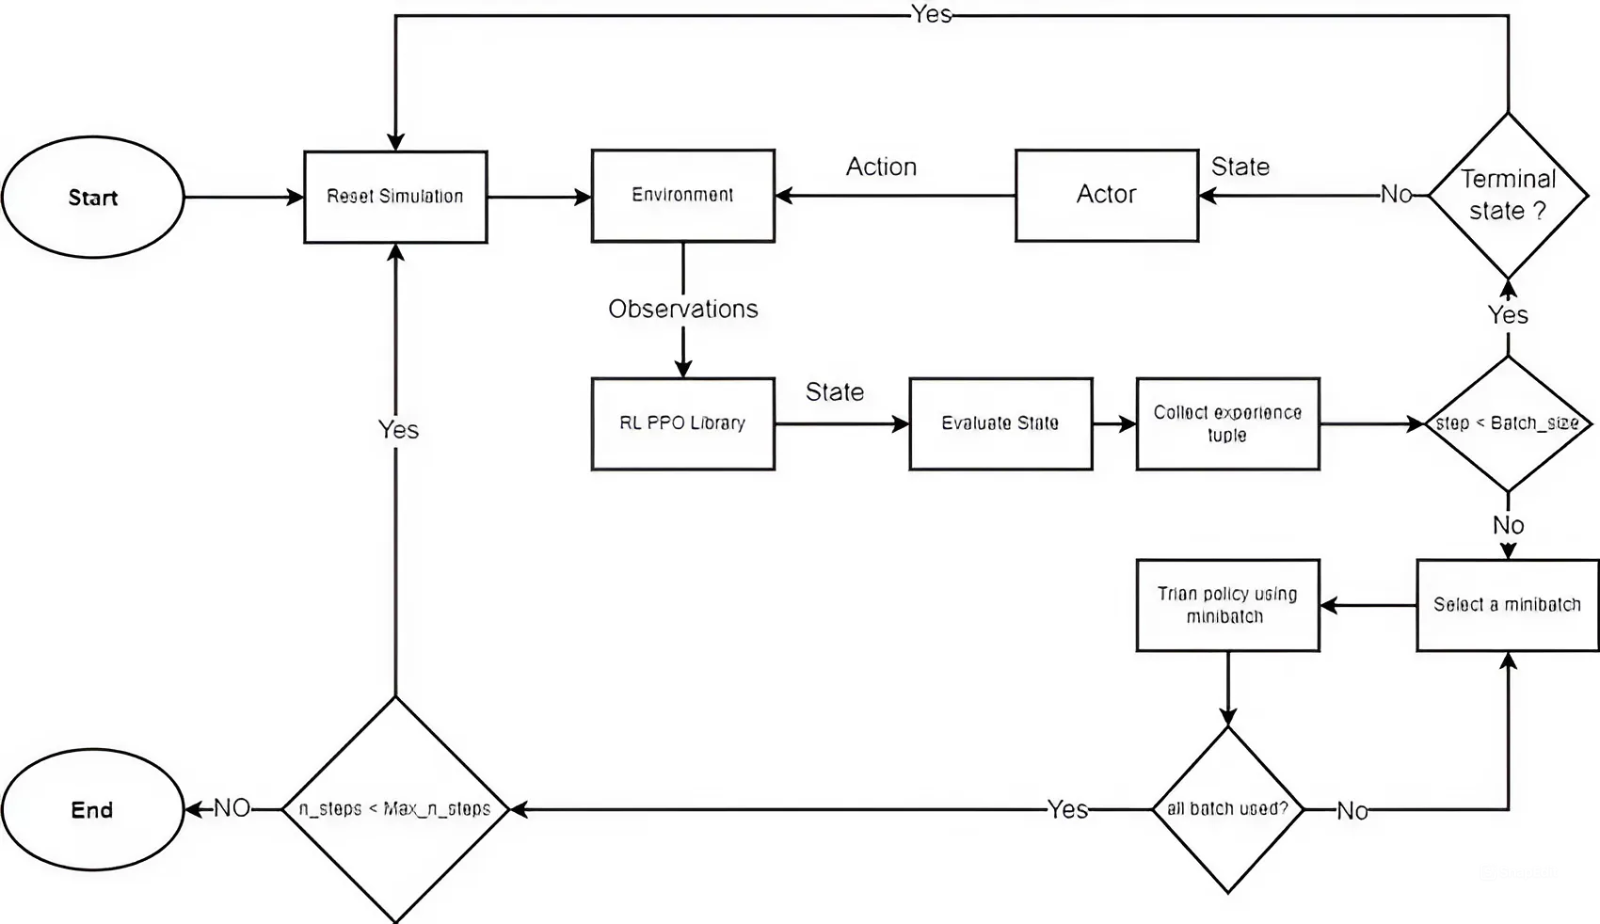 Yes
Start
Reset Simulation
Environment
Action
Actor
State
No
Terminal
state ?
Observations
Yes
RL PPO Library
State
Evaluate State
Collect experience
tuple
step < Batch_size
Yes
No
Trian policy using
minibatch
Select a minibatch
End
NO
n_steps < Max_n_steps
Yes
all batch used?
No